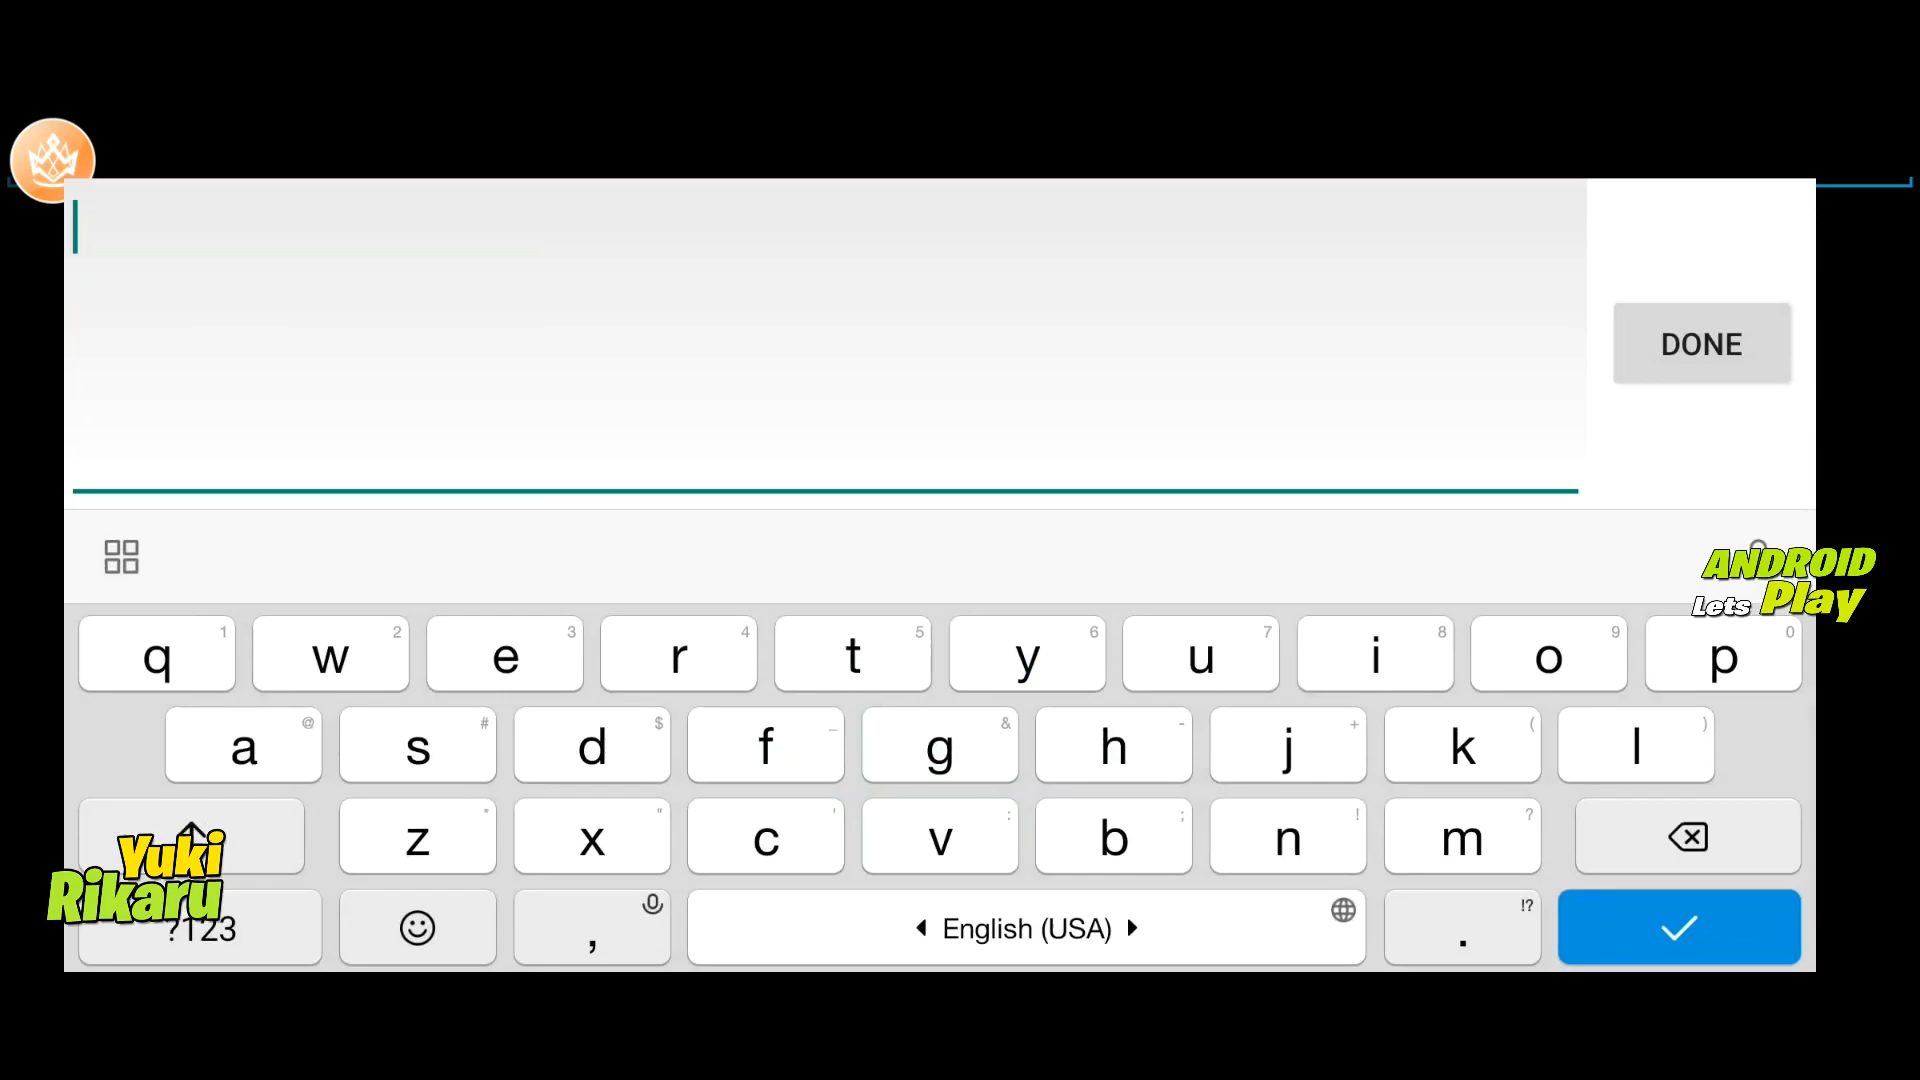 DONE
ANDROID
Lets Play
q 1 w 2 e 3 r 4 t 5 y 6 u 7 i 8 o 9 p 0
a @ s # d $ f _ g & h - j + k ( l )
z * x " c ' v : b ; n ! m ?
Yuki
Rikaru
?123 , English (USA) . !?